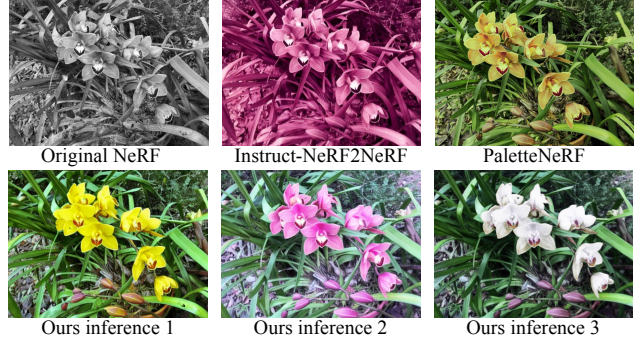 Original NeRF
Instruct-NeRF2NeRF
PaletteNeRF
Ours inference 1
Ours inference 2
Ours inference 3